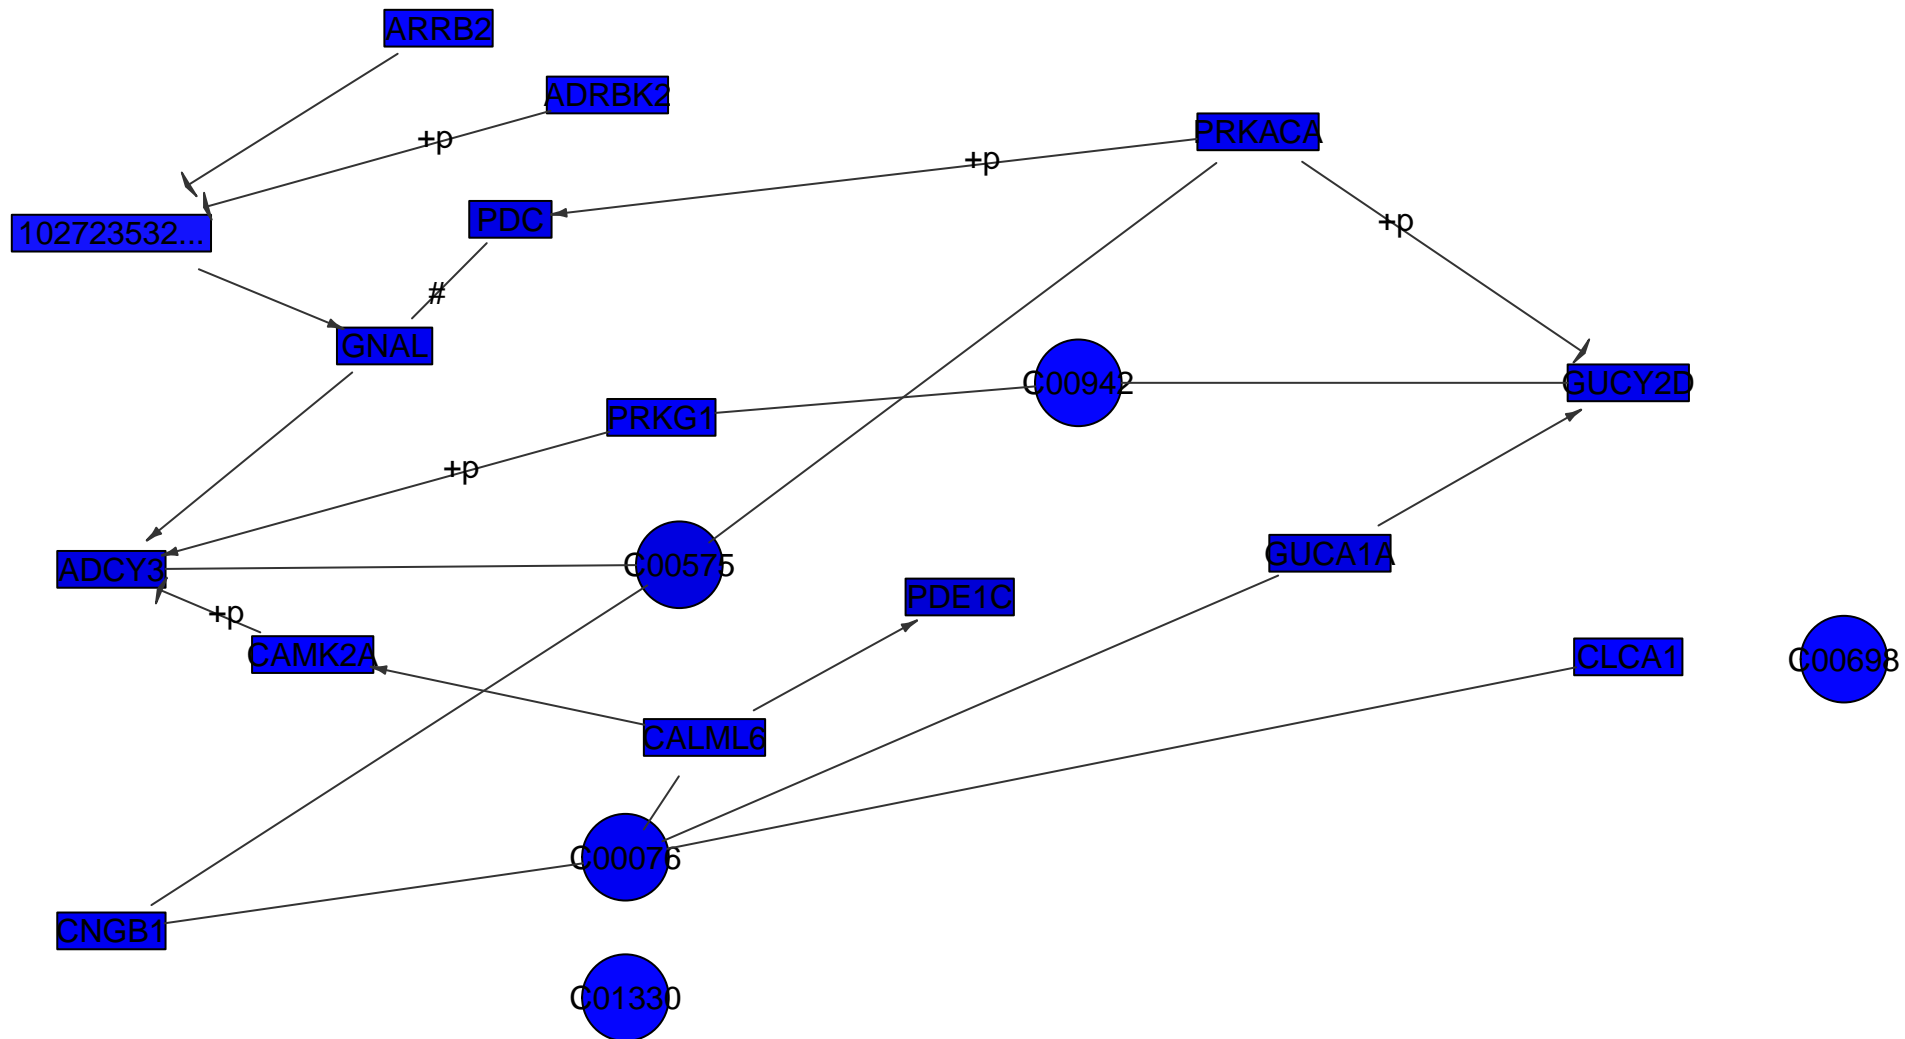 ARRB2
ADRBK2
+p
PRKACA
+p
PDC
102723532...
+p
#
GNAL
C00942
GUCY2D
PRKG1
+p
C00575
GUCA1A
ADCY3
PDE1C
+p
CAMK2A
CLCA1
C00698
CALML6
C00076
CNGB1
C01330